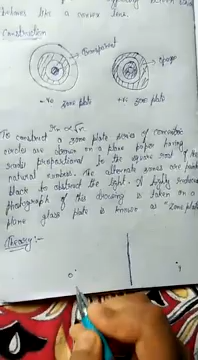 behaves like a convex lens.
Construction
Transparent
Opaque
-ve zone plate
+ve zone plate
rn ∝ √n
To construct a zone plate, series of concentric
circles are drawn on a plane paper having
radii proportional to the square root of the
natural numbers. The alternate zones are painted
black to obstruct the light. A highly reduced
photograph of this drawing is taken on a
plane glass plate is known as "Zone plate
Theory:-
O
I